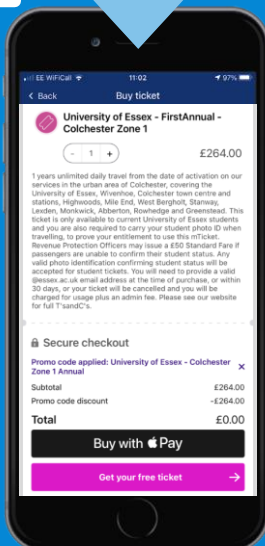 EE WiFiCall 11:02 97%
Back Buy ticket
University of Essex - FirstAnnual -
Colchester Zone 1
- 1 + £264.00
1 years unlimited daily travel from the date of activation on our
services in the urban area of Colchester, covering the
University of Essex, Wivenhoe, Colchester town centre and
stations, Highwoods, Mile End, West Bergholt, Stanway,
Lexden, Monkwick, Abberton, Rowhedge and Greenstead. This
ticket is only available to current University of Essex students
and you are also required to carry your student photo ID when
travelling, to prove your entitlement to use this mTicket.
Revenue Protection Officers may issue a £50 Standard Fare if
passengers are unable to confirm their student status. Any
valid photo identification confirming student status will be
accepted for student tickets. You will need to provide a valid
@essex.ac.uk email address at the time of purchase, or within
30 days, or your ticket will be cancelled and you will be
charged for usage plus an admin fee. Please see our website
for full T'sandC's.
Secure checkout
Promo code applied: University of Essex - Colchester
Zone 1 Annual
Subtotal £264.00
Promo code discount -£264.00
Total £0.00
Buy with Pay
Get your free ticket